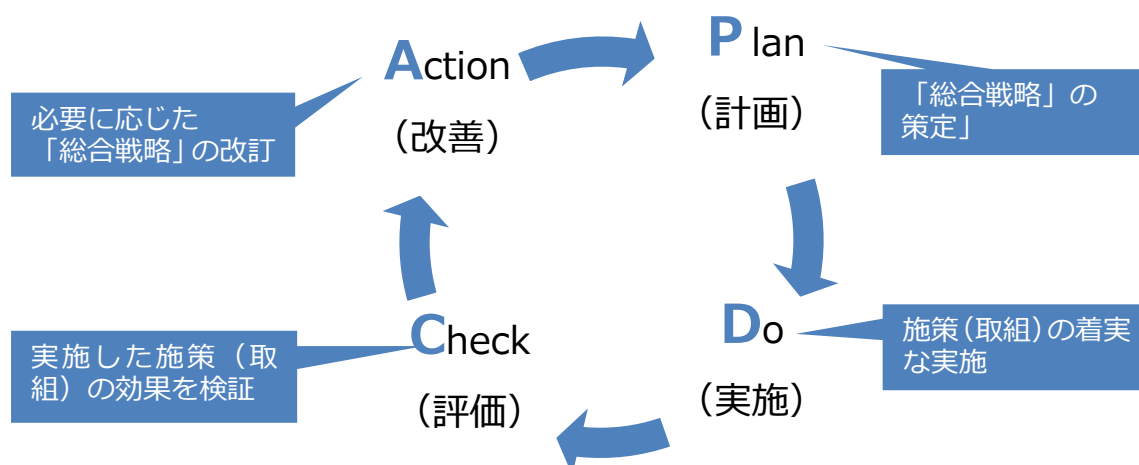 Action
(改善)
Plan
(計画)
「総合戦略」の
策定」
必要に応じた
「総合戦略」の改訂
Do
(実施)
施策(取組)の着実
な実施
Check
(評価)
実施した施策(取
組)の効果を検証